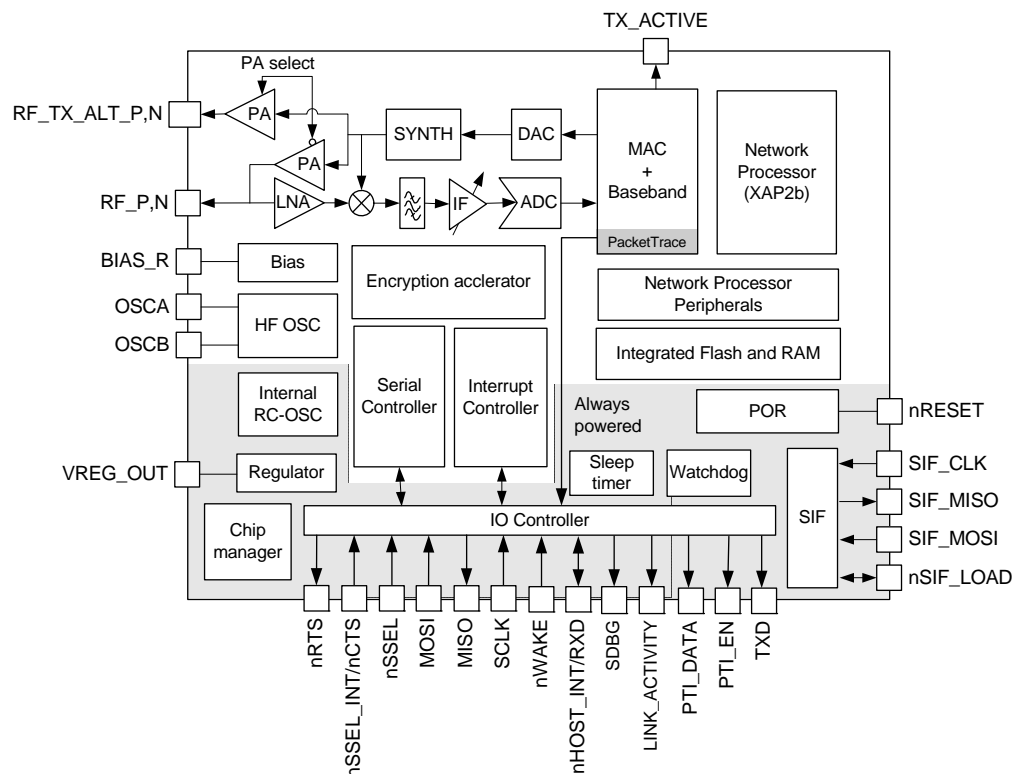 TX_ACTIVE
PA select
RF_TX_ALT_P,N
PA
SYNTH
DAC
MAC
+
Baseband
Network
Processor
(XAP2b)
PA
RF_P,N
LNA
IF
ADC
PacketTrace
BIAS_R
Bias
Encryption acclerator
Network Processor
Peripherals
OSCA
HF OSC
OSCB
Integrated Flash and RAM
Internal
RC-OSC
Serial
Controller
Interrupt
Controller
Always
powered
POR
nRESET
VREG_OUT
Regulator
Sleep
timer
Watchdog
SIF
SIF_CLK
SIF_MISO
SIF_MOSI
nSIF_LOAD
Chip
manager
IO Controller
nRTS
nSSEL_INT/nCTS
nSSEL
MOSI
MISO
SCLK
nWAKE
nHOST_INT/RXD
SDBG
LINK_ACTIVITY
PTI_DATA
PTI_EN
TXD